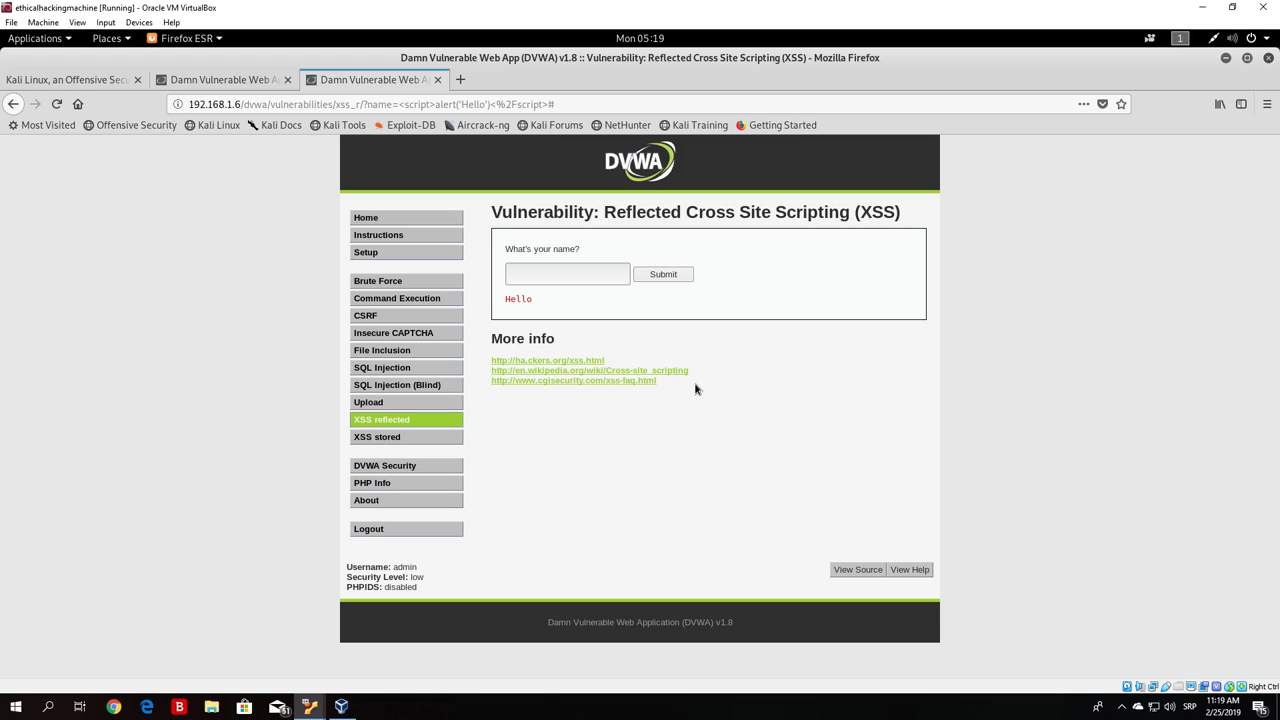 ethicalhackingmachine [Running] - Oracle VM VirtualBox
File Machine View Input Devices Help
Applications Places Firefox ESR Mon 05:19 1
Damn Vulnerable Web App (DVWA) v1.8 :: Vulnerability: Reflected Cross Site Scripting (XSS) - Mozilla Firefox
Kali Linux, an Offensive Secu Damn Vulnerable Web A Damn Vulnerable Web A
192.168.1.6/dvwa/vulnerabilities/xss_r/?name=<script>alert('Hello')<%2Fscript>#
Most Visited Offensive Security Kali Linux Kali Docs Kali Tools Exploit-DB Aircrack-ng Kali Forums NetHunter Kali Training Getting Started
DVWA
Home
Instructions
Setup
Brute Force
Command Execution
CSRF
Insecure CAPTCHA
File Inclusion
SQL Injection
SQL Injection (Blind)
Upload
XSS reflected
XSS stored
DVWA Security
PHP Info
About
Logout
Vulnerability: Reflected Cross Site Scripting (XSS)
What's your name?
Submit
Hello
More info
http://ha.ckers.org/xss.html
http://en.wikipedia.org/wiki/Cross-site_scripting
http://www.cgisecurity.com/xss-faq.html
Username: admin
Security Level: low
PHPIDS: disabled
View Source View Help
Damn Vulnerable Web Application (DVWA) v1.8
Right Ctrl
SRP 11:19 AM
2/25/2019